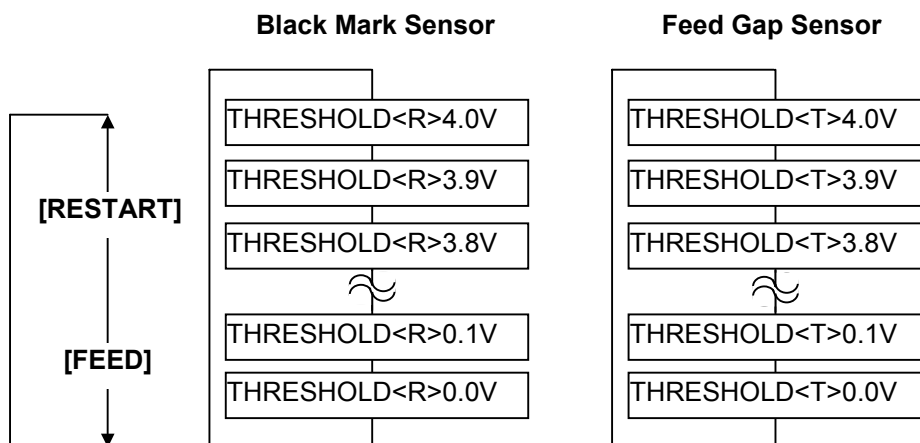 Black Mark Sensor
Feed Gap Sensor
THRESHOLD<R>4.0V
THRESHOLD<T>4.0V
THRESHOLD<R>3.9V
THRESHOLD<T>3.9V
[RESTART]
THRESHOLD<R>3.8V
THRESHOLD<T>3.8V
THRESHOLD<R>0.1V
THRESHOLD<T>0.1V
[FEED]
THRESHOLD<R>0.0V
THRESHOLD<T>0.0V